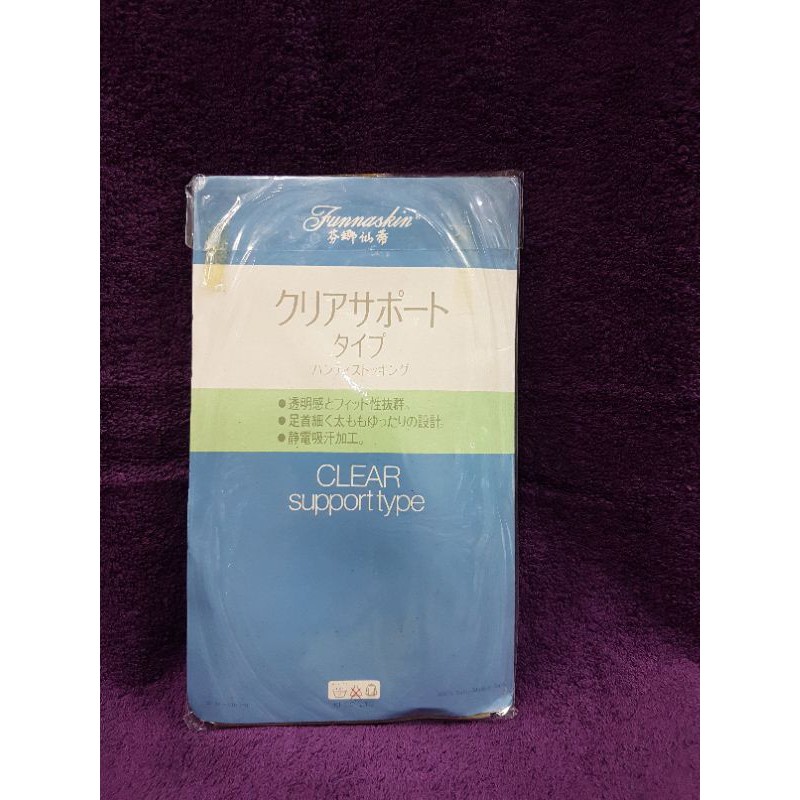 Funnaskin®
芬娜仙蒂
クリアサポート
タイプ
パンティストッキング
●透明感とフィット性抜群。
●足首細く太ももゆったりの設計。
●静電吸汗加工。
CLEAR
support type